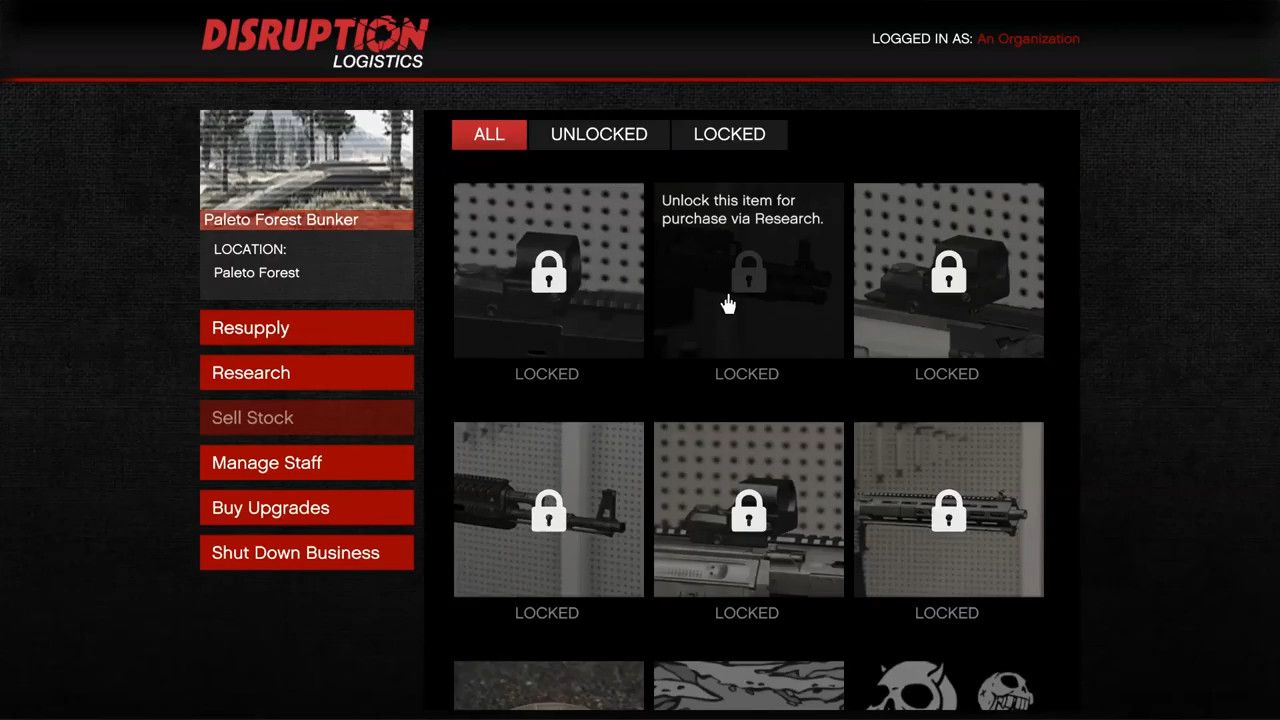 DISRUPTION
LOGISTICS
LOGGED IN AS: An Organization
Paleto Forest Bunker
LOCATION:
Paleto Forest
Resupply
Research
Sell Stock
Manage Staff
Buy Upgrades
Shut Down Business
ALL
UNLOCKED
LOCKED
Unlock this item for
purchase via Research.
LOCKED
LOCKED
LOCKED
LOCKED
LOCKED
LOCKED